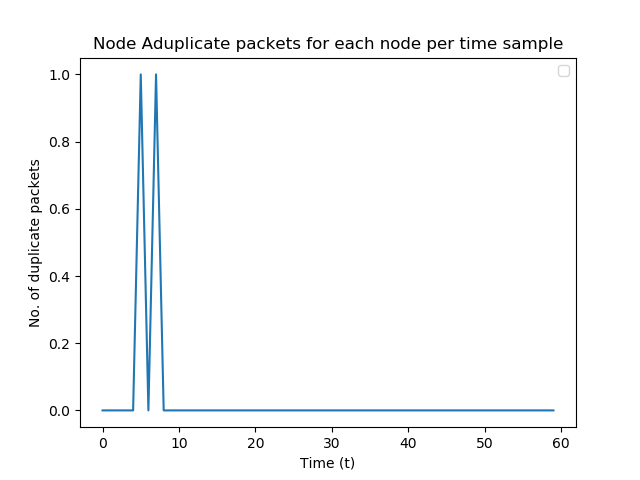 Node Aduplicate packets for each node per time sample
1.0
0.8
0.6
0.4
0.2
0.0
No. of duplicate packets
0 10 20 30 40 50 60
Time (t)